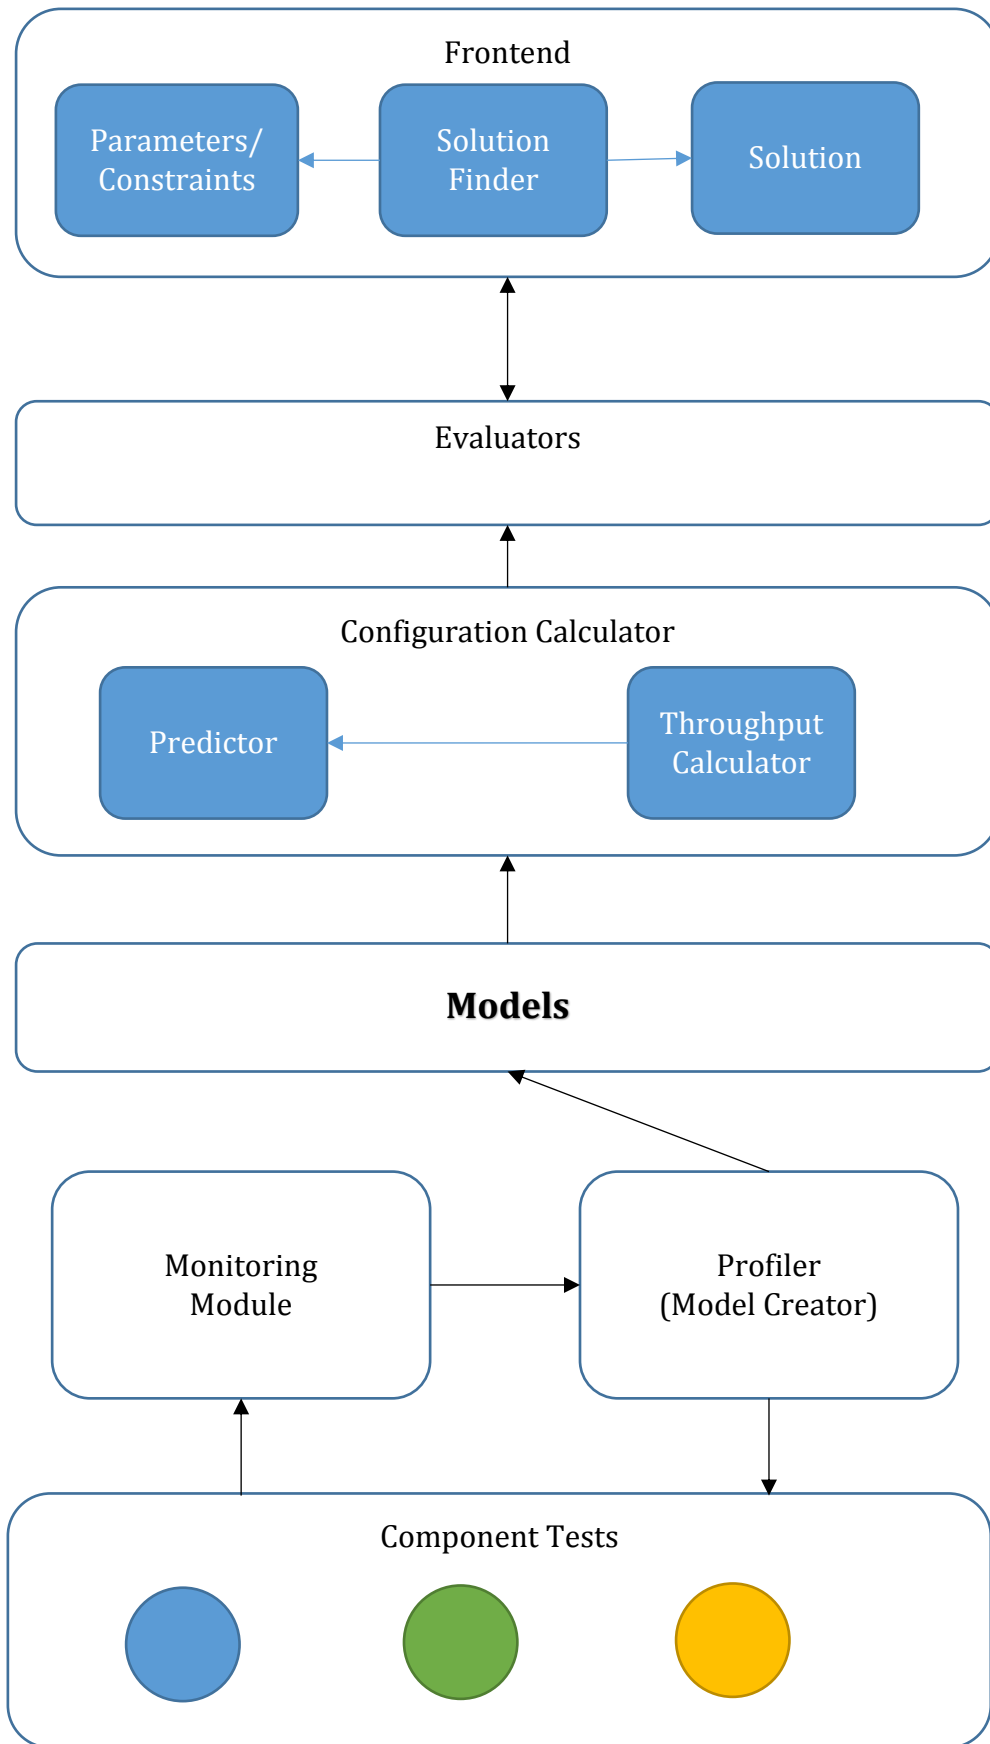 Frontend
Parameters/
Constraints
Solution
Finder
Solution
Evaluators
Configuration Calculator
Predictor
Throughput
Calculator
Models
Monitoring
Module
Profiler
(Model Creator)
Component Tests